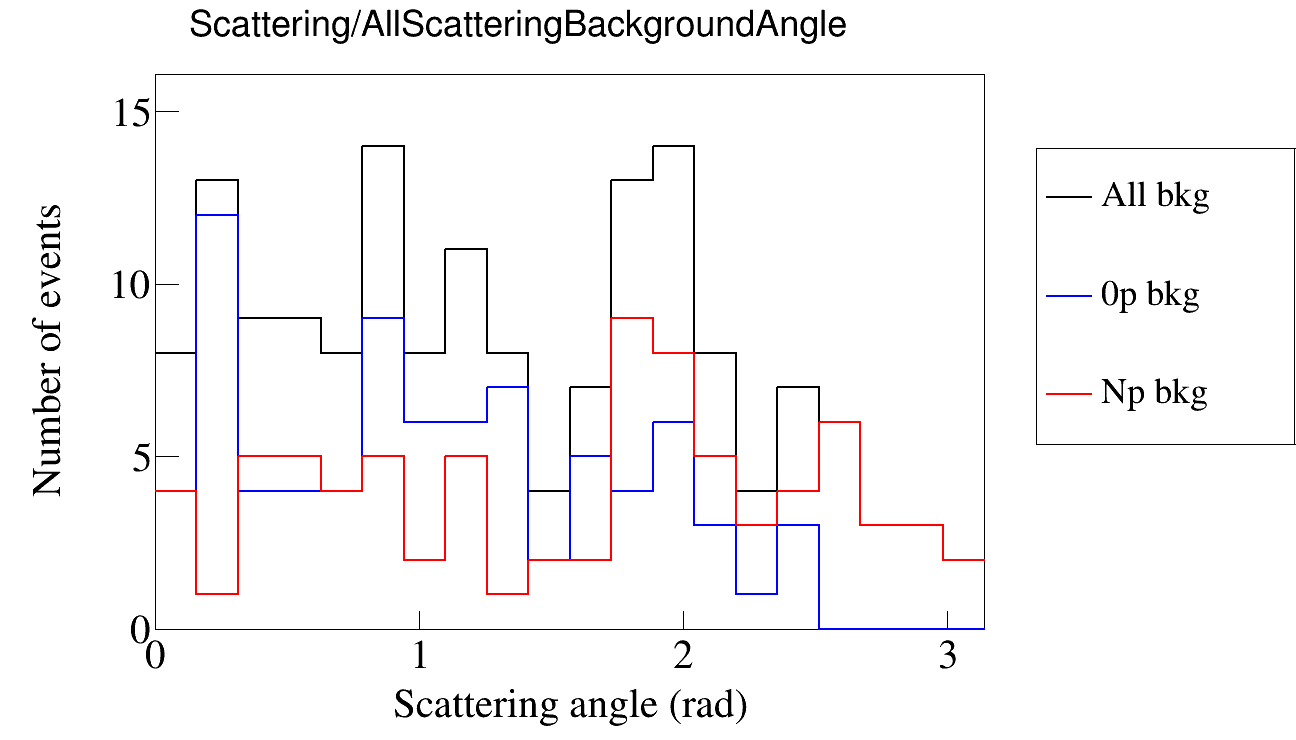 Scattering/AllScatteringBackgroundAngle
Number of events
15
10
5
0
0 1 2 3
Scattering angle (rad)
All bkg
0p bkg
Np bkg